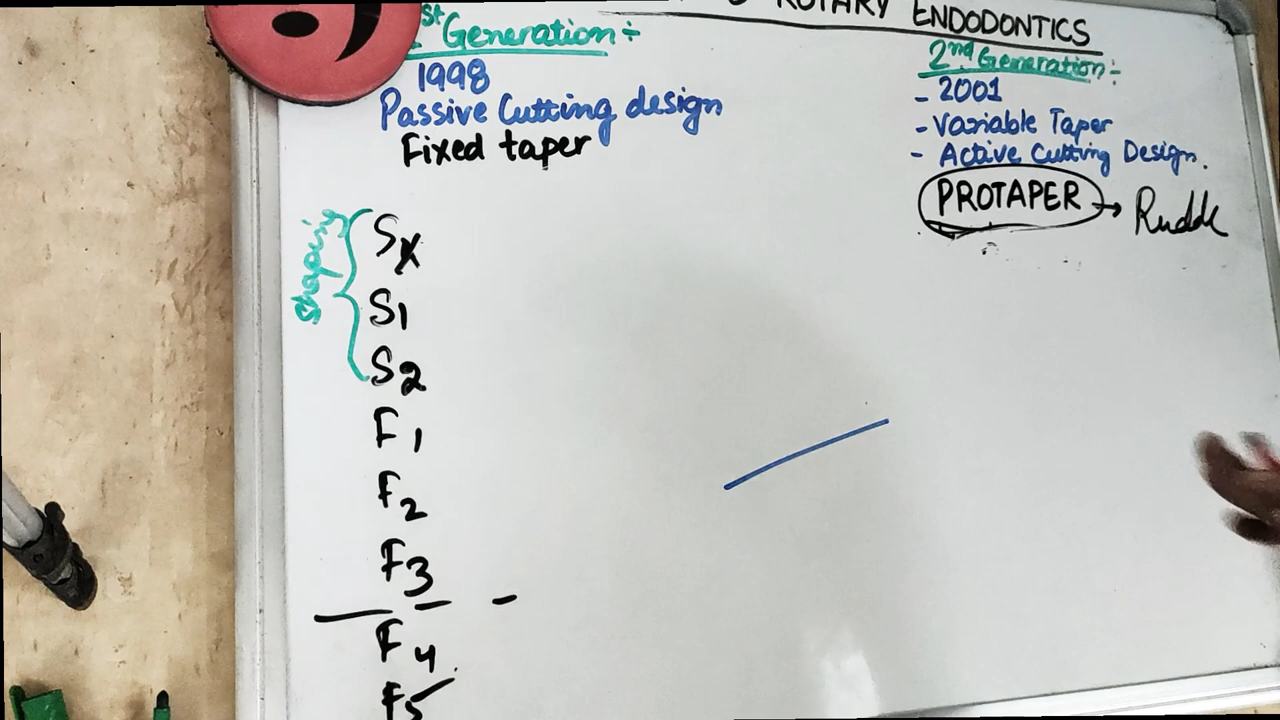 ROTARY ENDODONTICS
st Generation :-
1998
Passive Cutting design
Fixed taper
2nd Generation :-
- 2001
- Variable Taper
- Active Cutting Design.
PROTAPER →
Shaping
Sx
S1
S2
F1
F2
F3
F4
F5